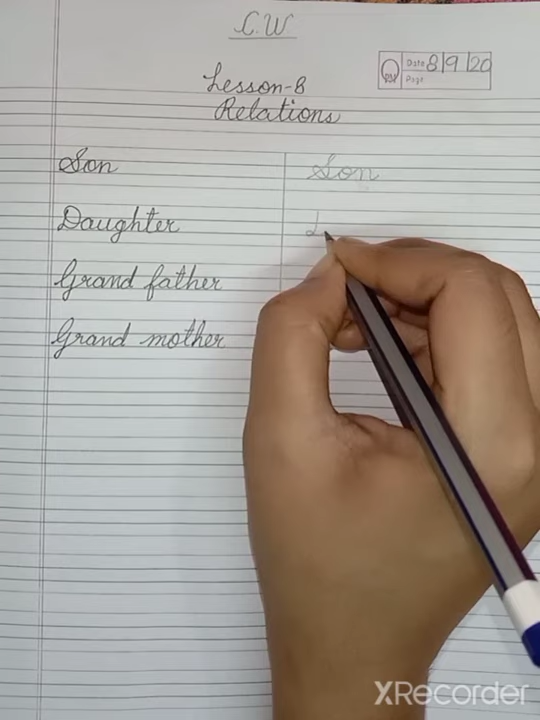 C.W
Date 8/9/20
Page
Lesson-8
Relations
Son Son
Daughter
Grand father
Grand mother
XRecorder